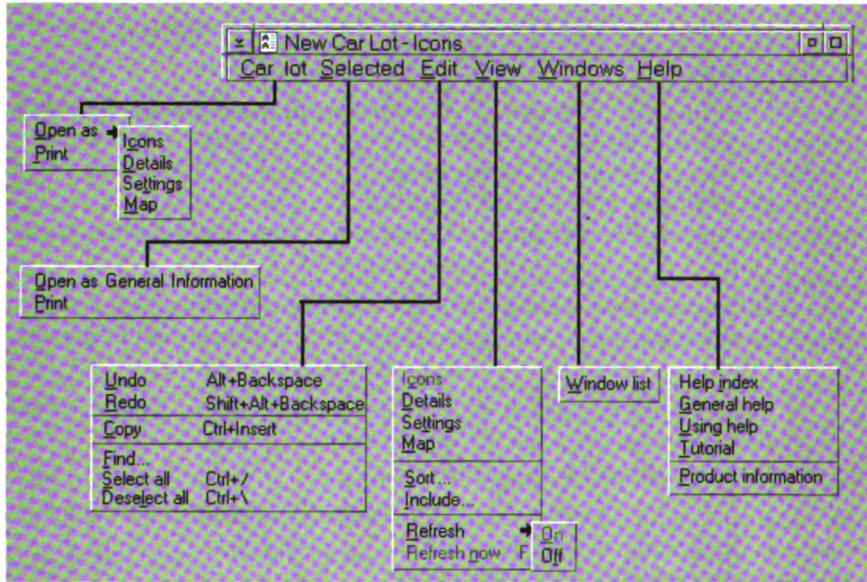 New Car Lot - Icons
Car lot Selected Edit View Windows Help
Open as
Print
Icons
Details
Settings
Map
Open as General Information
Print
Undo Alt+Backspace
Redo Shift+Alt+Backspace
Copy Ctrl+Insert
Find...
Select all Ctrl+/
Deselect all Ctrl+\
Icons
Details
Settings
Map
Sort...
Include...
Refresh
Refresh now F
On
Off
Window list
Help index
General help
Using help
Tutorial
Product information